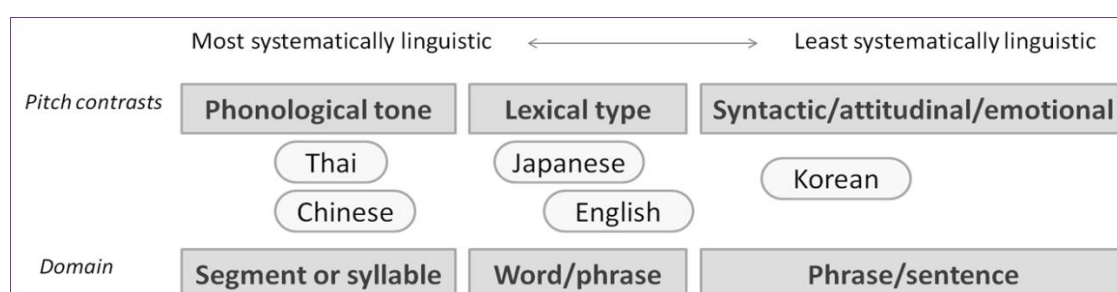 Most systematically linguistic Least systematically linguistic
Pitch contrasts Phonological tone Lexical type Syntactic/attitudinal/emotional
Thai Japanese Korean
Chinese English
Domain Segment or syllable Word/phrase Phrase/sentence